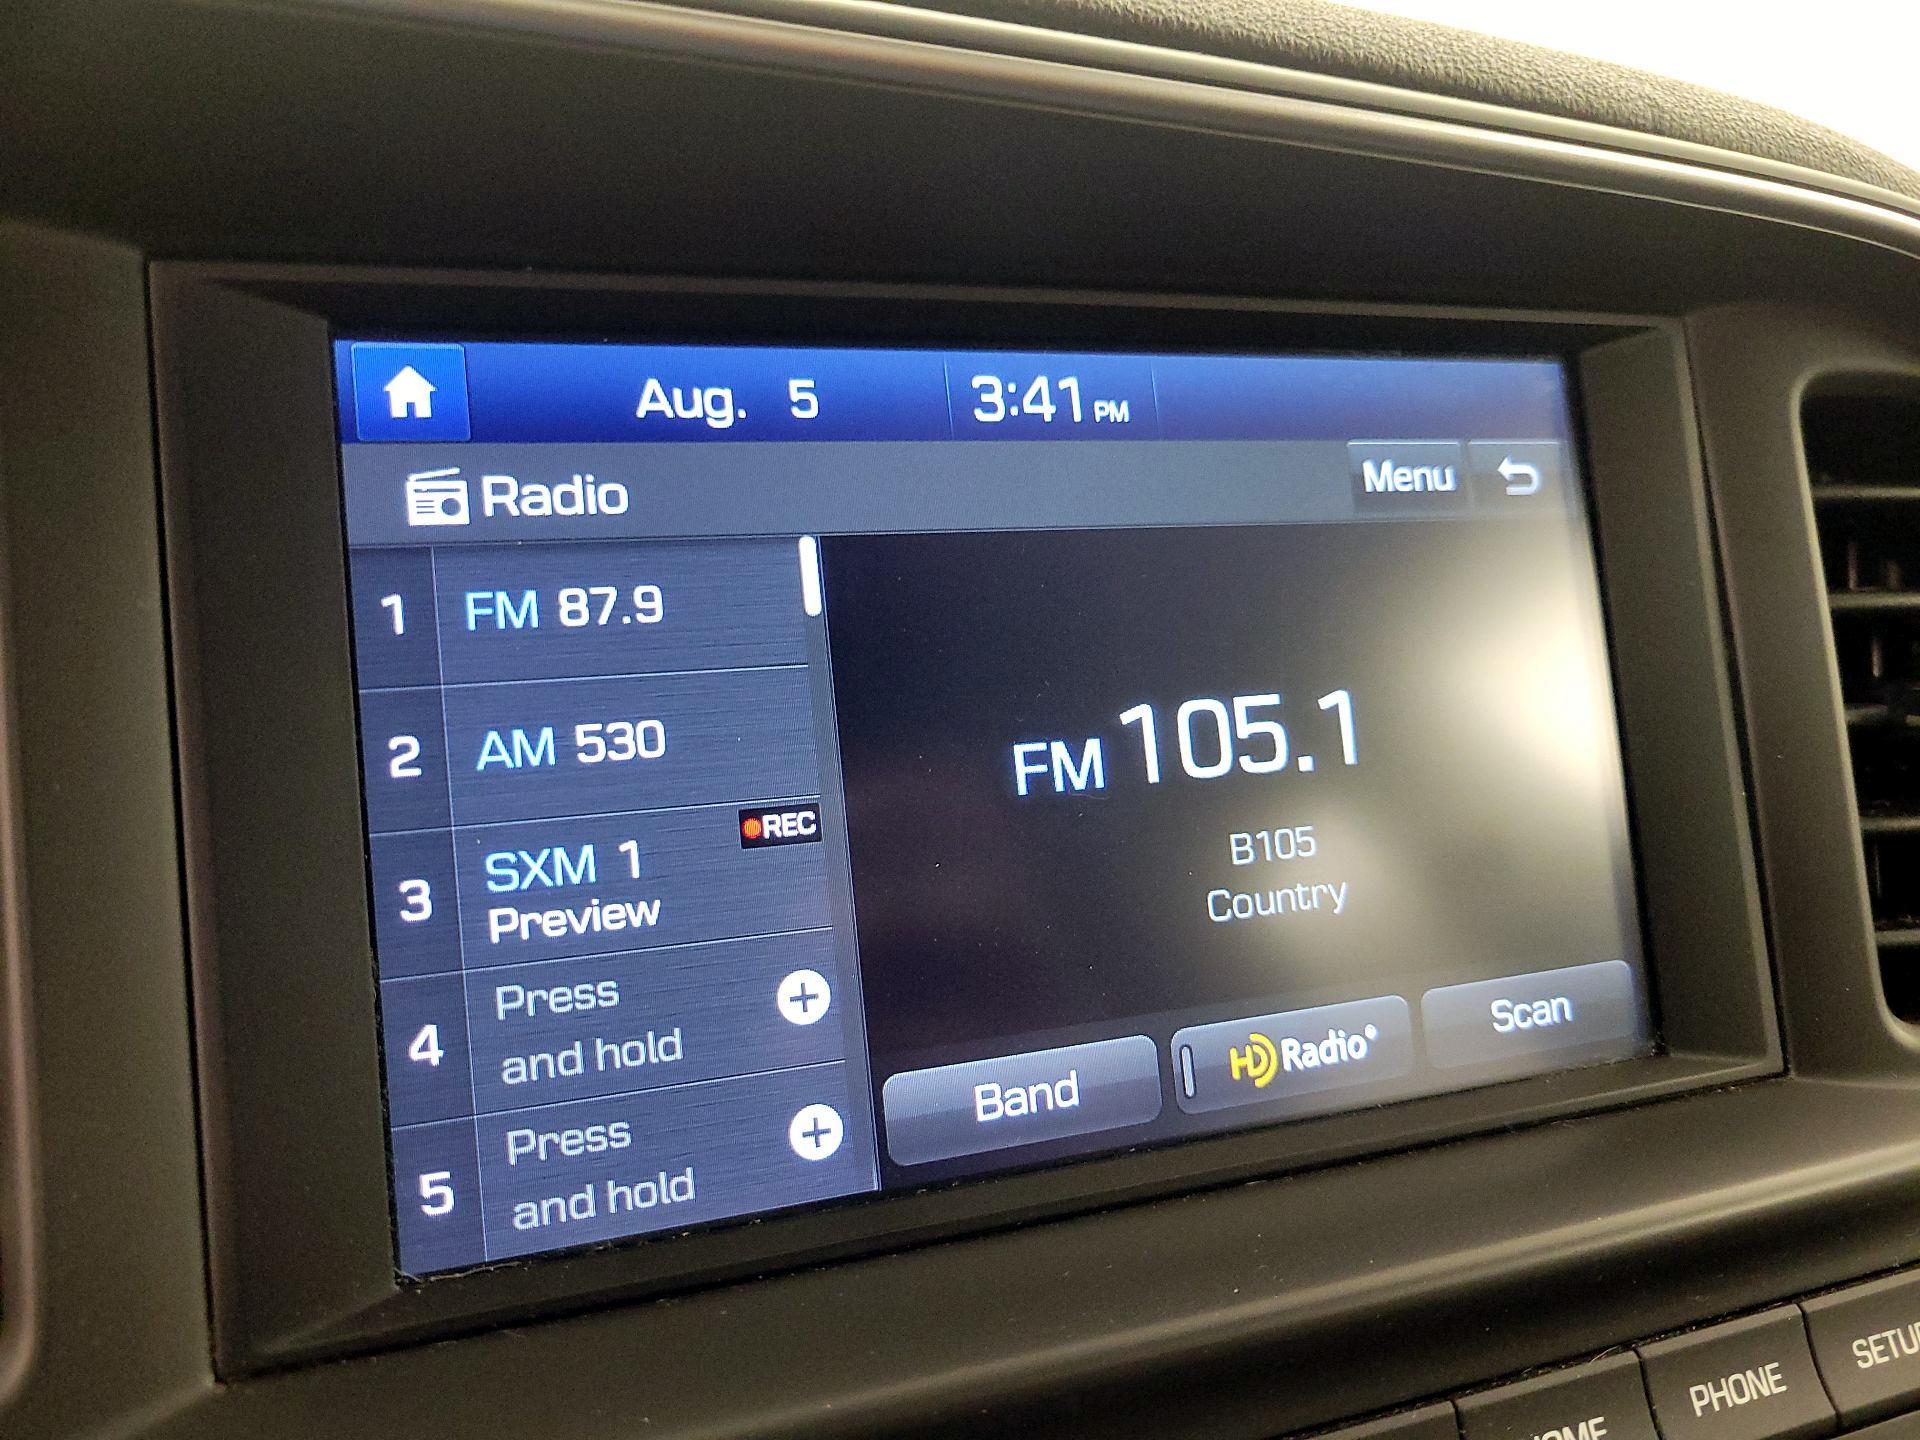 Aug. 5 3:41 PM
Radio
Menu
1 FM 87.9
2 AM 530
REC
3 SXM 1
Preview
4 Press
and hold
5 Press
and hold
FM 105.1
B105
Country
Band
HD Radio
Scan
PHONE